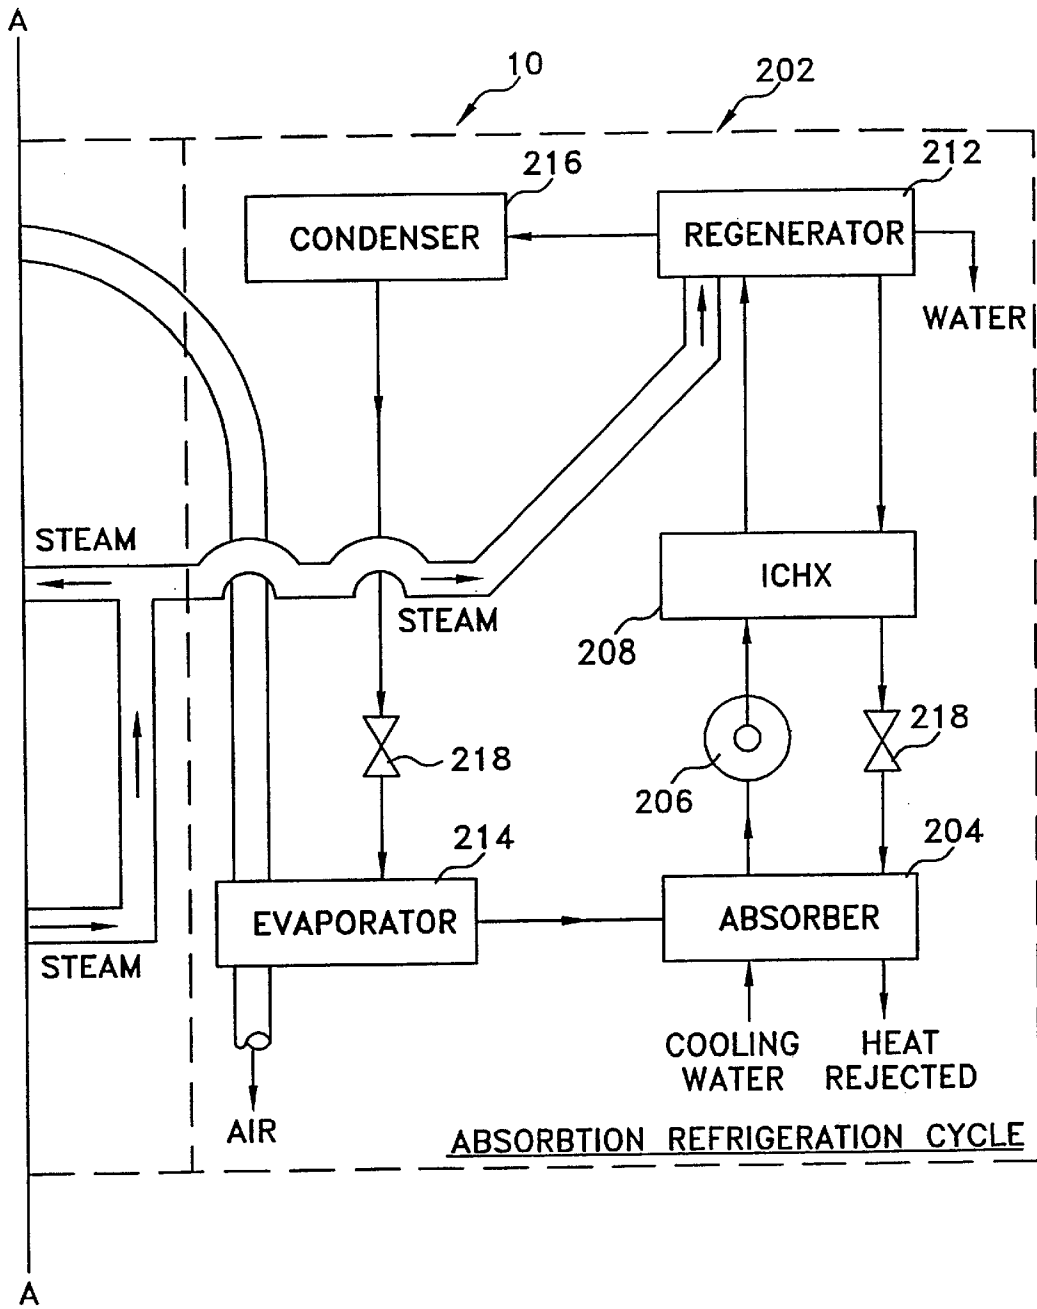 A
10
202
216
212
CONDENSER
REGENERATOR
WATER
STEAM
ICHX
STEAM
208
218
206
218
214
204
EVAPORATOR
ABSORBER
STEAM
COOLING
WATER
HEAT
REJECTED
AIR
ABSORBTION REFRIGERATION CYCLE
A